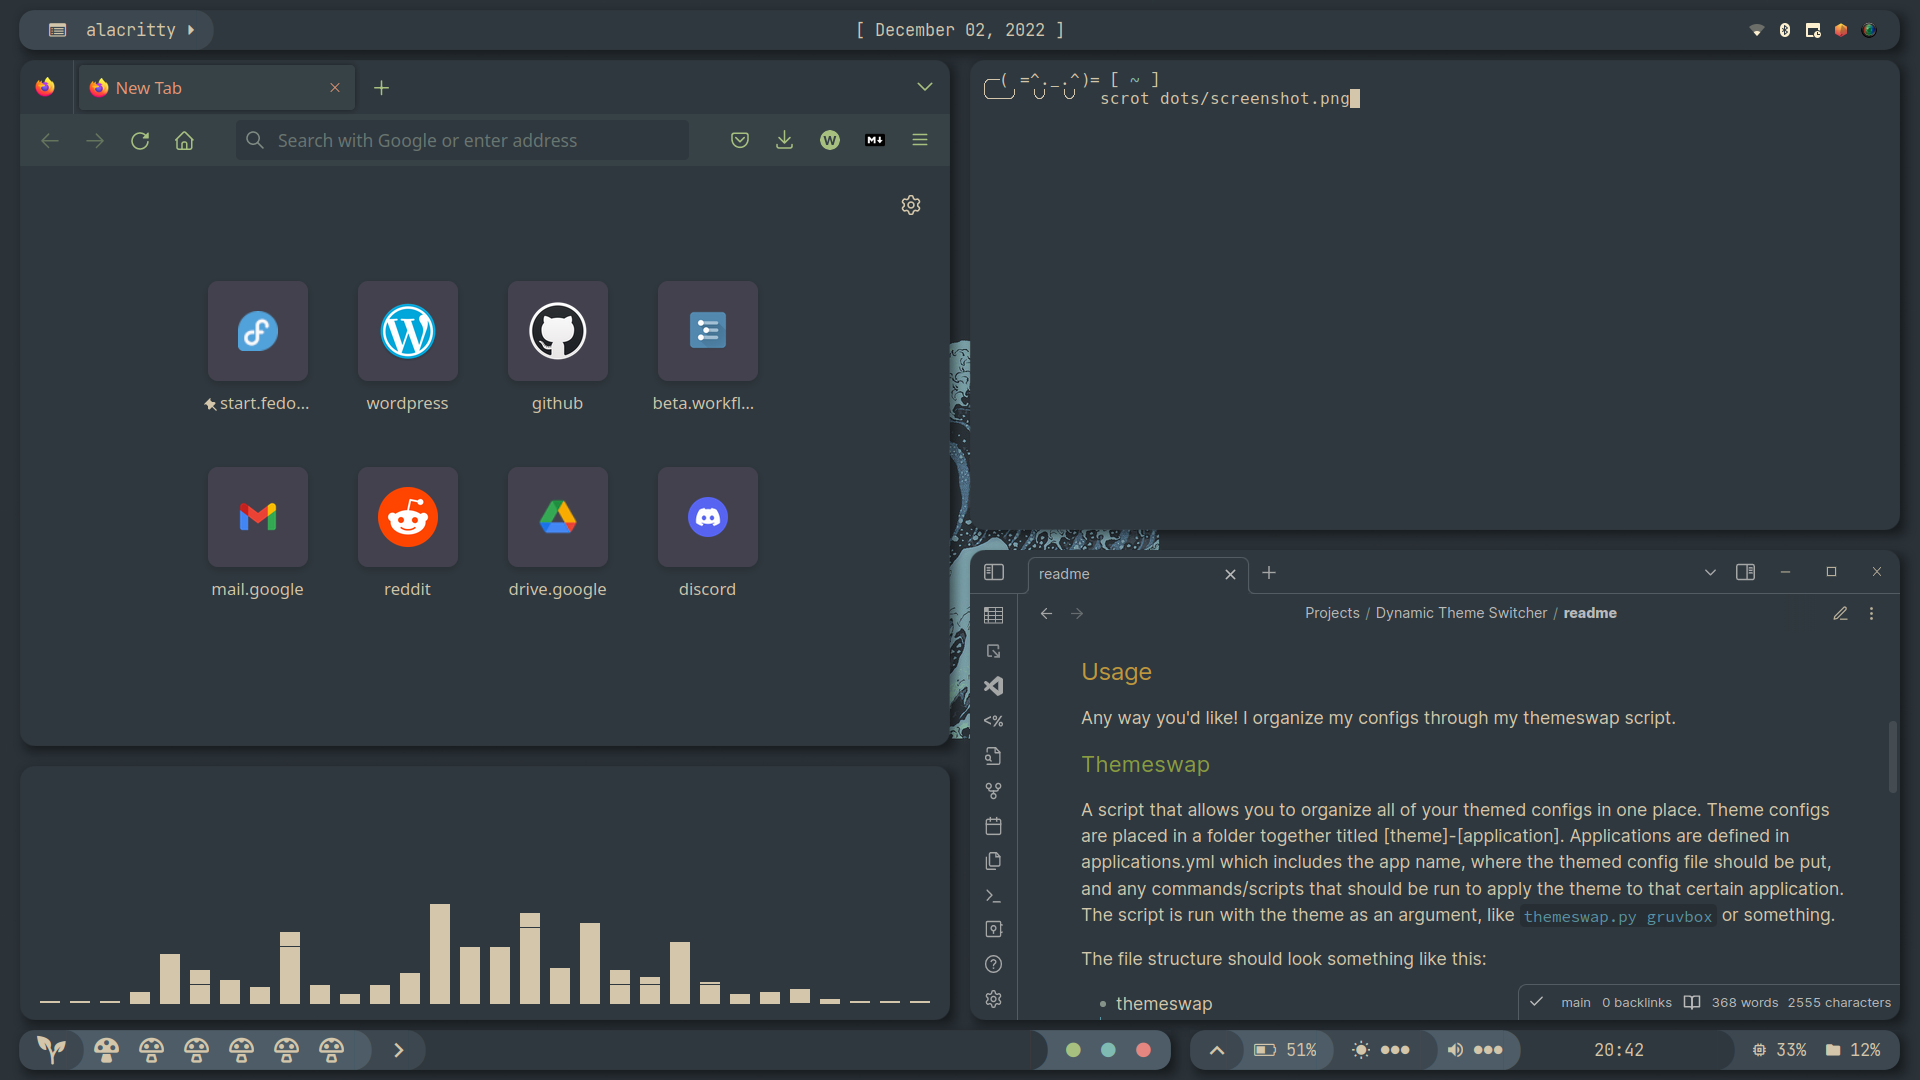 alacritty
[ December 02, 2022 ]
New Tab
Search with Google or enter address
W
M
start.fedo...
wordpress
github
beta.workfl...
mail.google
reddit
drive.google
discord
( =^._.^)= [ ~ ]
scrot dots/screenshot.png
readme
Projects / Dynamic Theme Switcher / readme
<%
Usage
Any way you'd like! I organize my configs through my themeswap script.
Themeswap
A script that allows you to organize all of your themed configs in one place. Theme configs
are placed in a folder together titled [theme]-[application]. Applications are defined in
applications.yml which includes the app name, where the themed config file should be put,
and any commands/scripts that should be run to apply the theme to that certain application.
The script is run with the theme as an argument, like themeswap.py gruvbox or something.
The file structure should look something like this:
themeswap
main 0 backlinks 368 words 2555 characters
51%
20:42
33%
12%